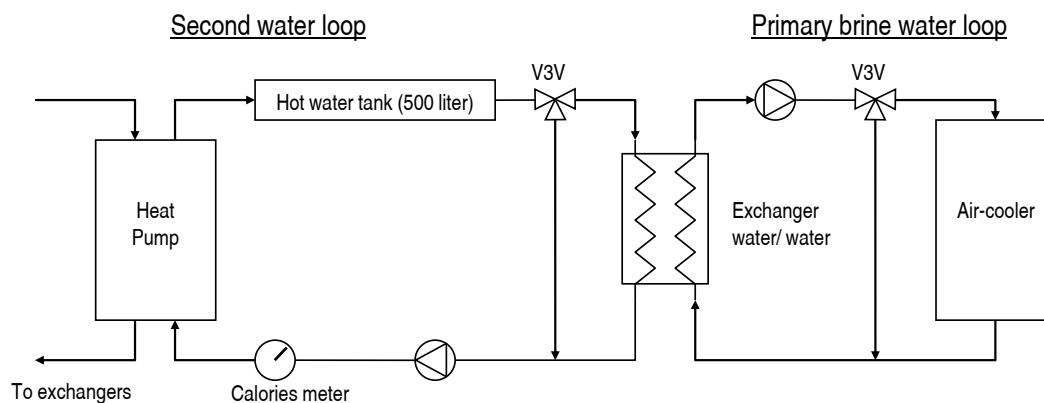 Second water loop
Primary brine water loop
V3V
V3V
Hot water tank (500 liter)
Heat
Pump
Exchanger
water/ water
Air-cooler
To exchangers
Calories meter